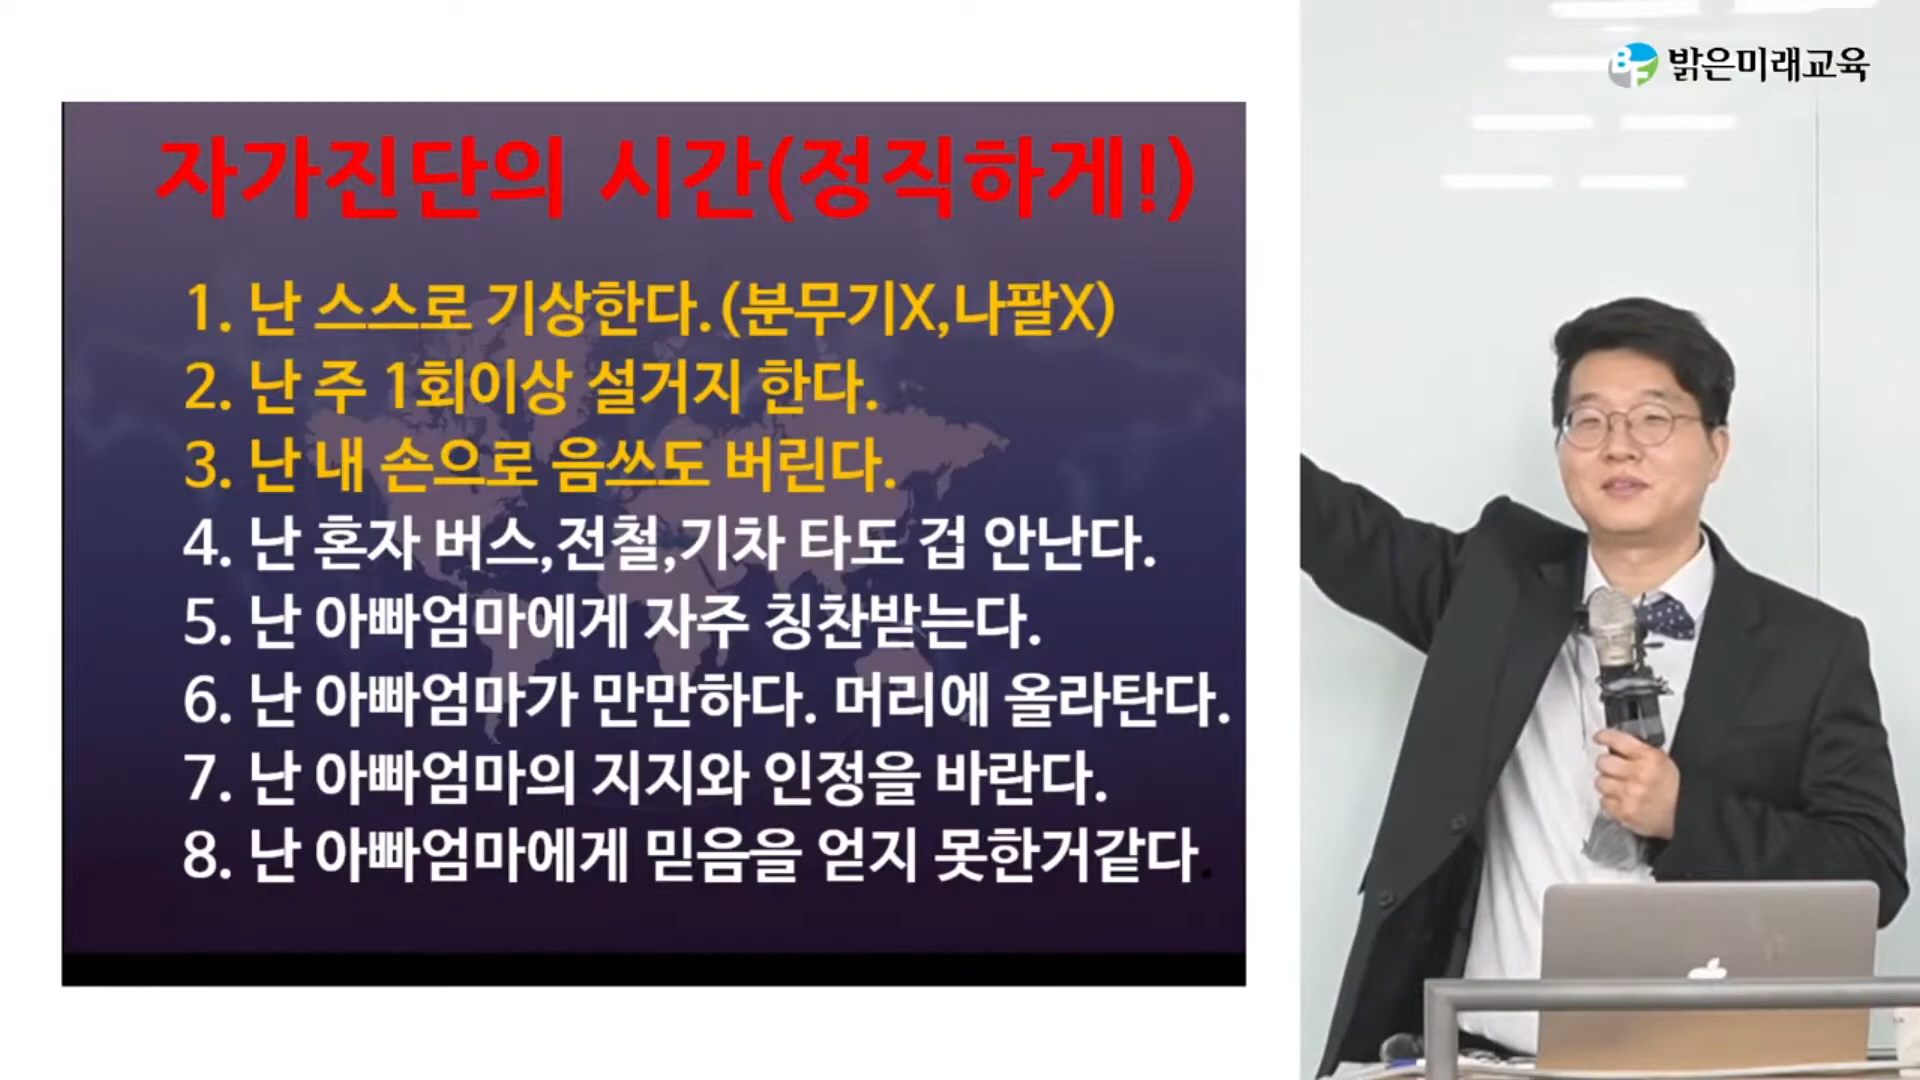 밝은미래교육
자가진단의 시간(정직하게!)
1. 난 스스로 기상한다.(분무기X,나팔X)
2. 난 주 1회이상 설거지 한다.
3. 난 내 손으로 음쓰도 버린다.
4. 난 혼자 버스,전철,기차 타도 겁 안난다.
5. 난 아빠엄마에게 자주 칭찬받는다.
6. 난 아빠엄마가 만만하다. 머리에 올라탄다.
7. 난 아빠엄마의 지지와 인정을 바란다.
8. 난 아빠엄마에게 믿음을 얻지 못한거같다.